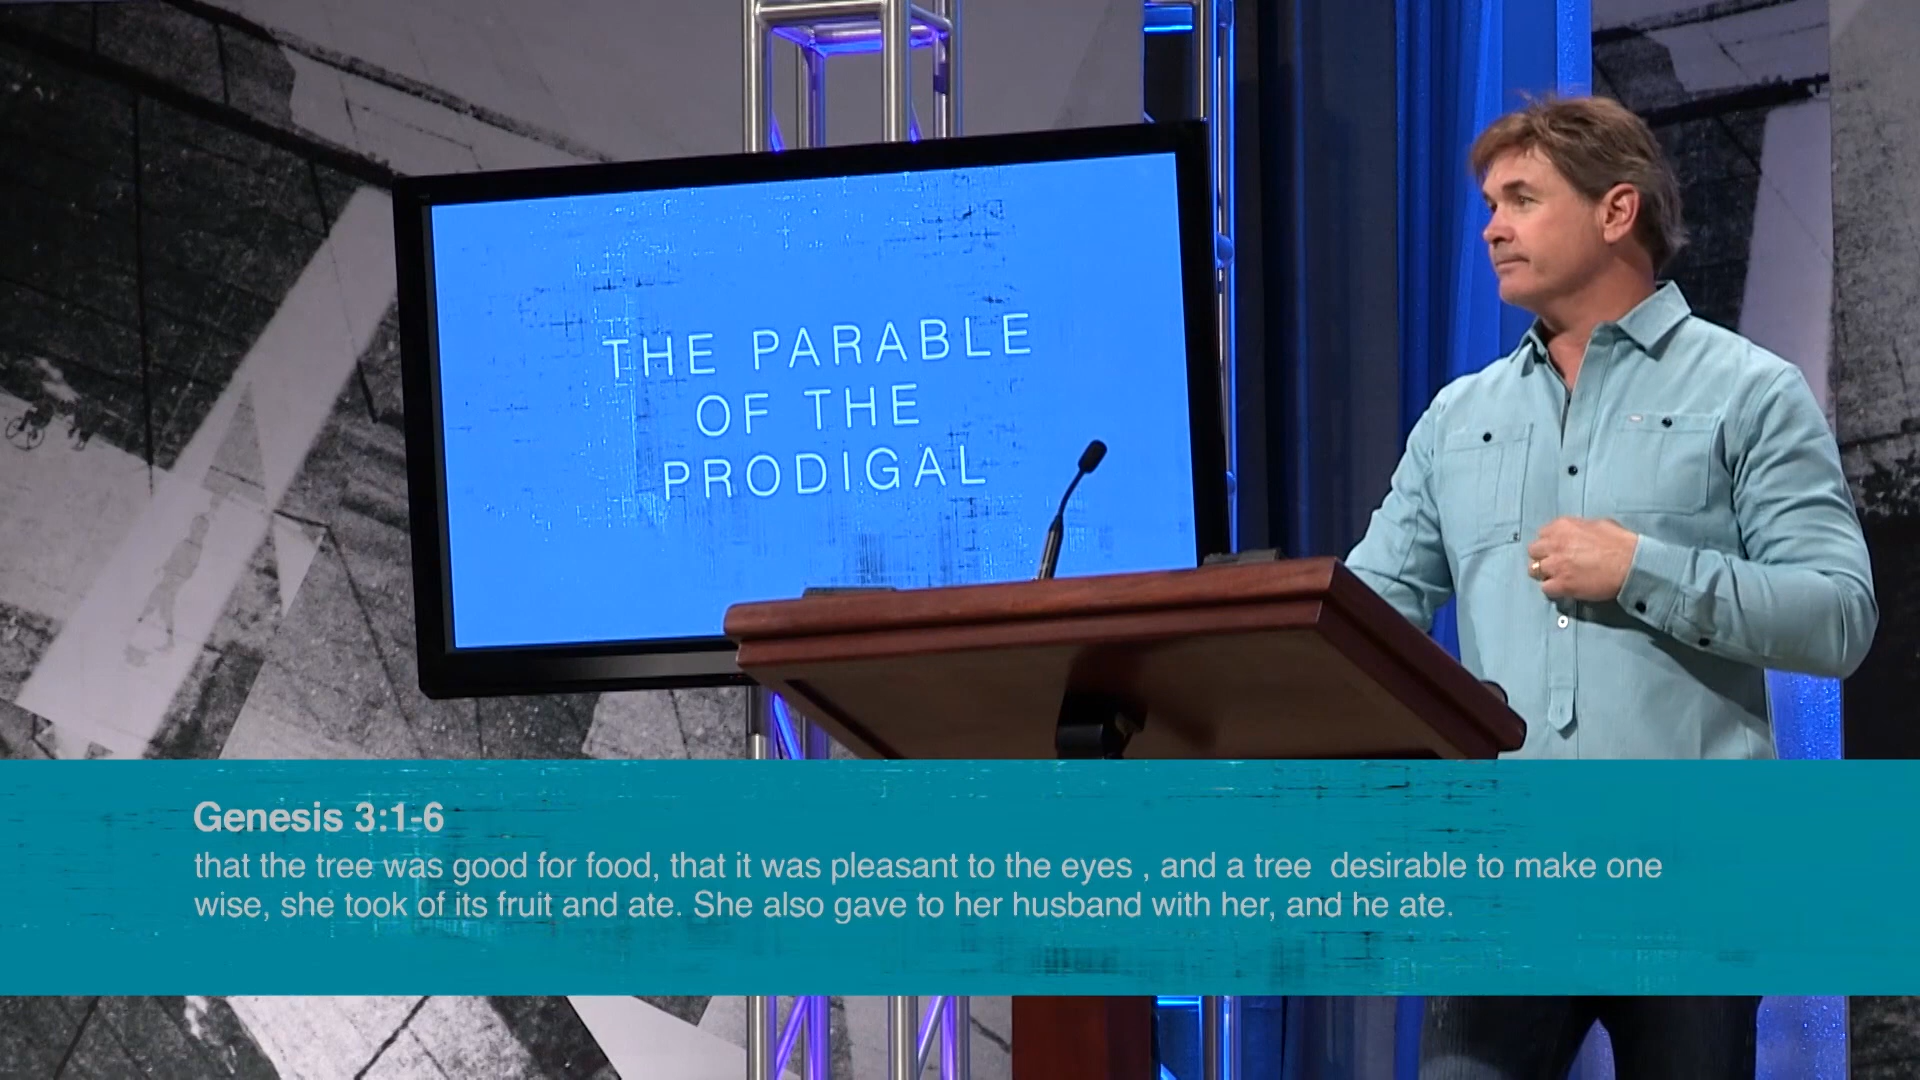 THE PARABLE
OF THE
PRODIGAL
Genesis 3:1-6
that the tree was good for food, that it was pleasant to the eyes , and a tree  desirable to make one
wise, she took of its fruit and ate. She also gave to her husband with her, and he ate.